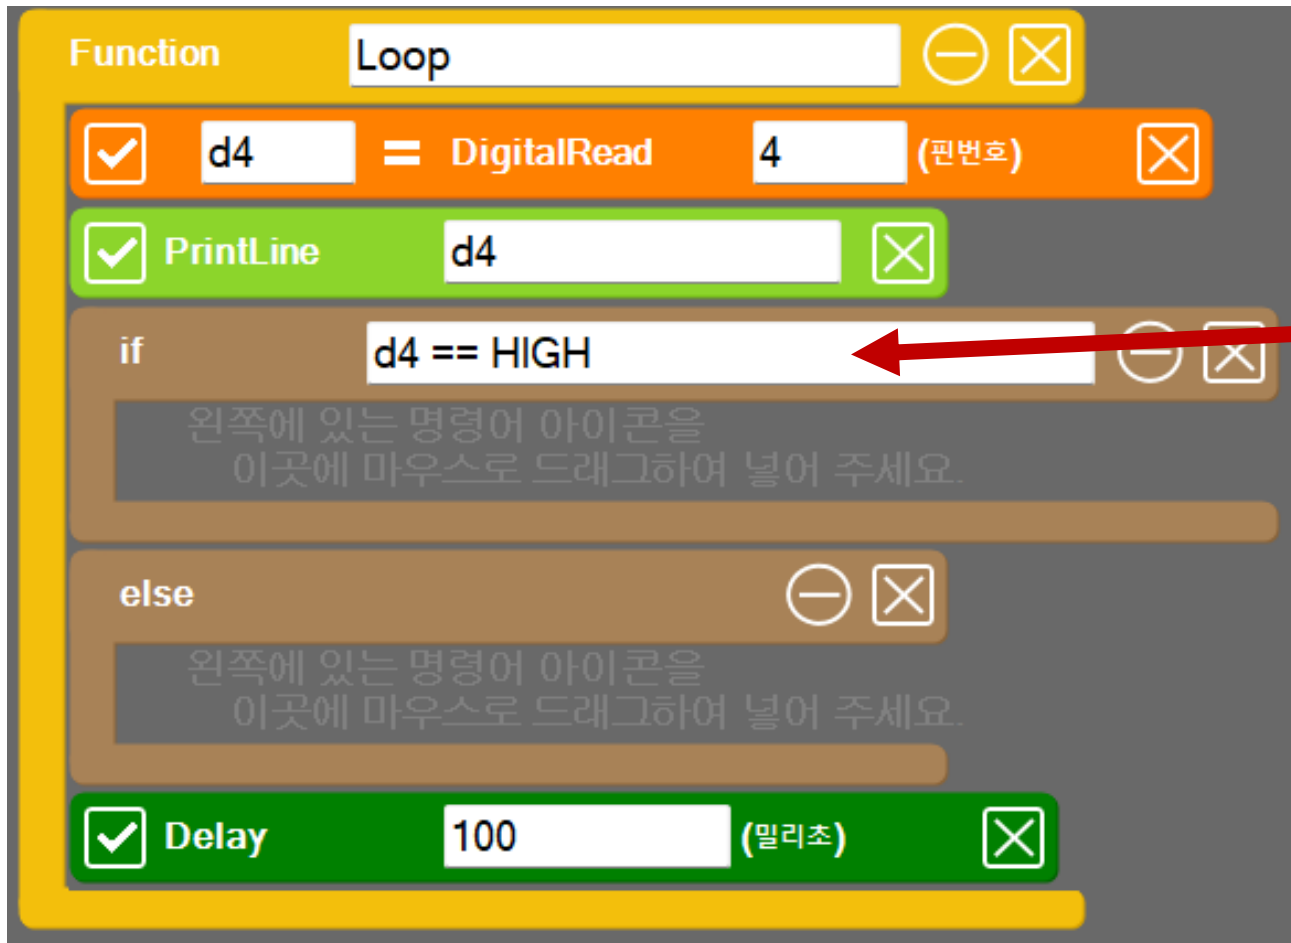 Function Loop
d4 = DigitalRead 4 (핀번호)
PrintLine d4
if d4 == HIGH
왼쪽에 있는 명령어 아이콘을
이곳에 마우스로 드래그하여 넣어 주세요.
else
왼쪽에 있는 명령어 아이콘을
이곳에 마우스로 드래그하여 넣어 주세요.
Delay 100 (밀리초)